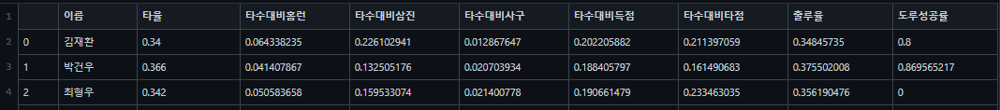 1 이름 타율 타수대비홈런 타수대비삼진 타수대비사구 타수대비득점 타수대비타점 출루율 도루성공률
2 0 김재환 0.34 0.064338235 0.226102941 0.012867647 0.202205882 0.211397059 0.34845735 0.8
3 1 박건우 0.366 0.041407867 0.132505176 0.020703934 0.188405797 0.161490683 0.375502008 0.869565217
4 2 최형우 0.342 0.050583658 0.159533074 0.021400778 0.190661479 0.233463035 0.356190476 0